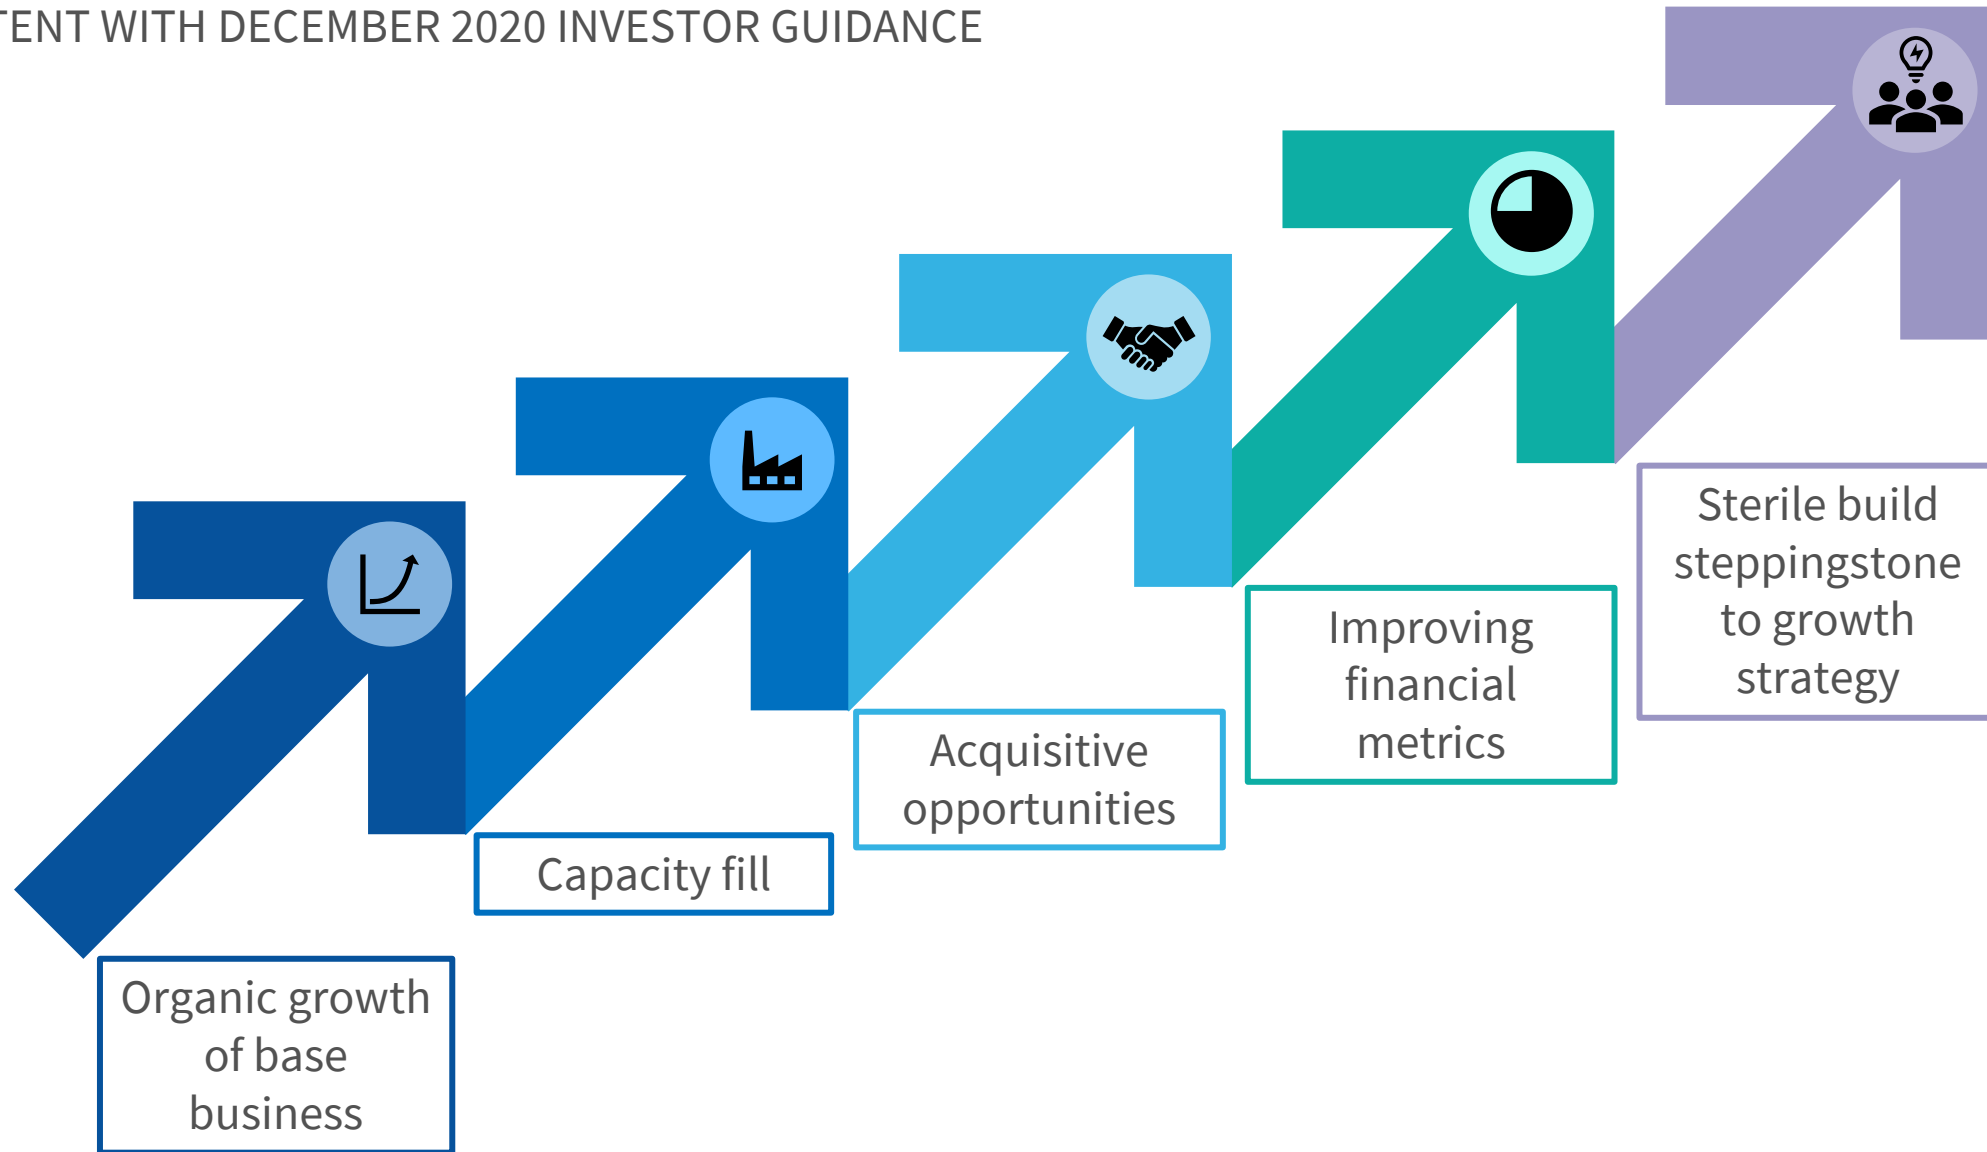 TENT WITH DECEMBER 2020 INVESTOR GUIDANCE
Organic growth
of base
business
Capacity fill
Acquisitive
opportunities
Improving
financial
metrics
Sterile build
steppingstone
to growth
strategy